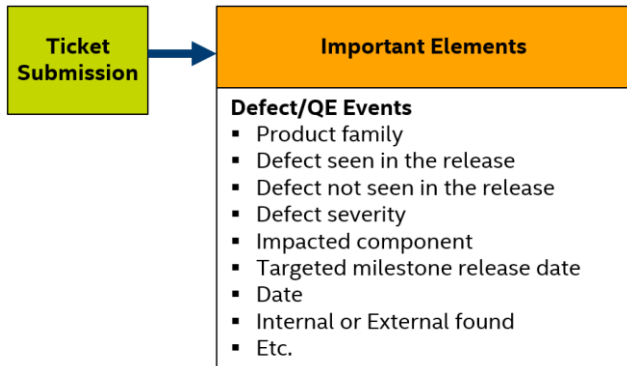 Ticket
Submission
Important Elements
Defect/QE Events
▪ Product family
▪ Defect seen in the release
▪ Defect not seen in the release
▪ Defect severity
▪ Impacted component
▪ Targeted milestone release date
▪ Date
▪ Internal or External found
▪ Etc.